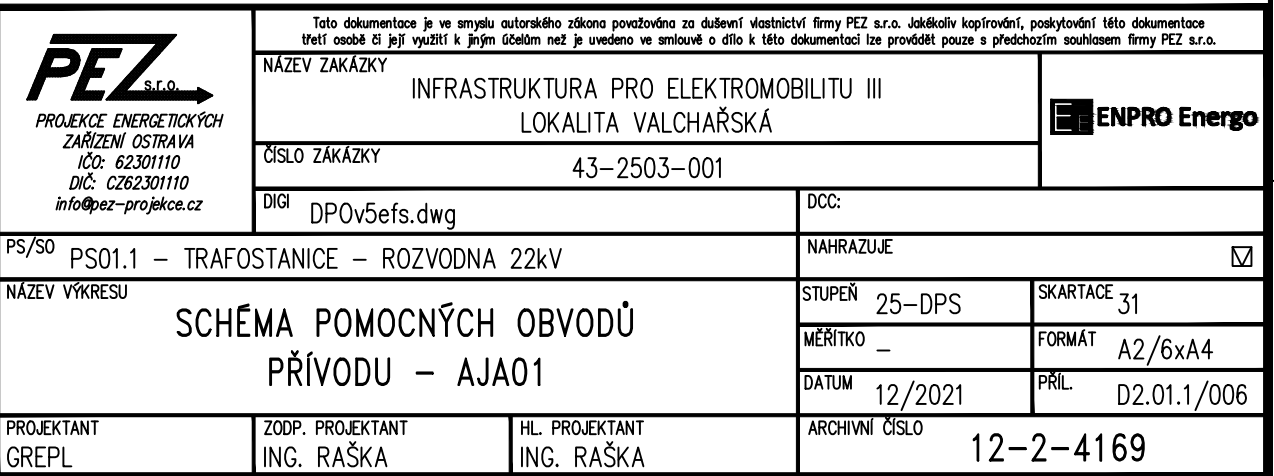 Tato dokumentace je ve smyslu autorského zákona považována za duševní vlastnictví firmy PEZ s.r.o. Jakékoliv kopírování, poskytování této dokumentace
třetí osobě či její využití k jiným účelům než je uvedeno ve smlouvě o dílo k této dokumentaci lze provádět pouze s předchozím souhlasem firmy PEZ s.r.o.
PEZ s.r.o.
PROJEKCE ENERGETICKÝCH
ZAŘÍZENÍ OSTRAVA
IČO: 62301110
DIČ: CZ62301110
info@pez-projekce.cz
NÁZEV ZAKÁZKY
INFRASTRUKTURA PRO ELEKTROMOBILITU III
LOKALITA VALCHAŘSKÁ
ENPRO Energo
ČÍSLO ZÁKÁZKY
43-2503-001
DIGI DPOv5efs.dwg
DCC:
PS/SO PS01.1 - TRAFOSTANICE - ROZVODNA 22kV
NAHRAZUJE
NÁZEV VÝKRESU
SCHÉMA POMOCNÝCH OBVODŮ
PŘÍVODU - AJA01
STUPEŇ 25-DPS
SKARTACE 31
MĚŘÍTKO -
FORMÁT A2/6xA4
DATUM 12/2021
PŘÍL. D2.01.1/006
PROJEKTANT
GREPL
ZODP. PROJEKTANT
ING. RAŠKA
HL. PROJEKTANT
ING. RAŠKA
ARCHIVNÍ ČÍSLO
12-2-4169